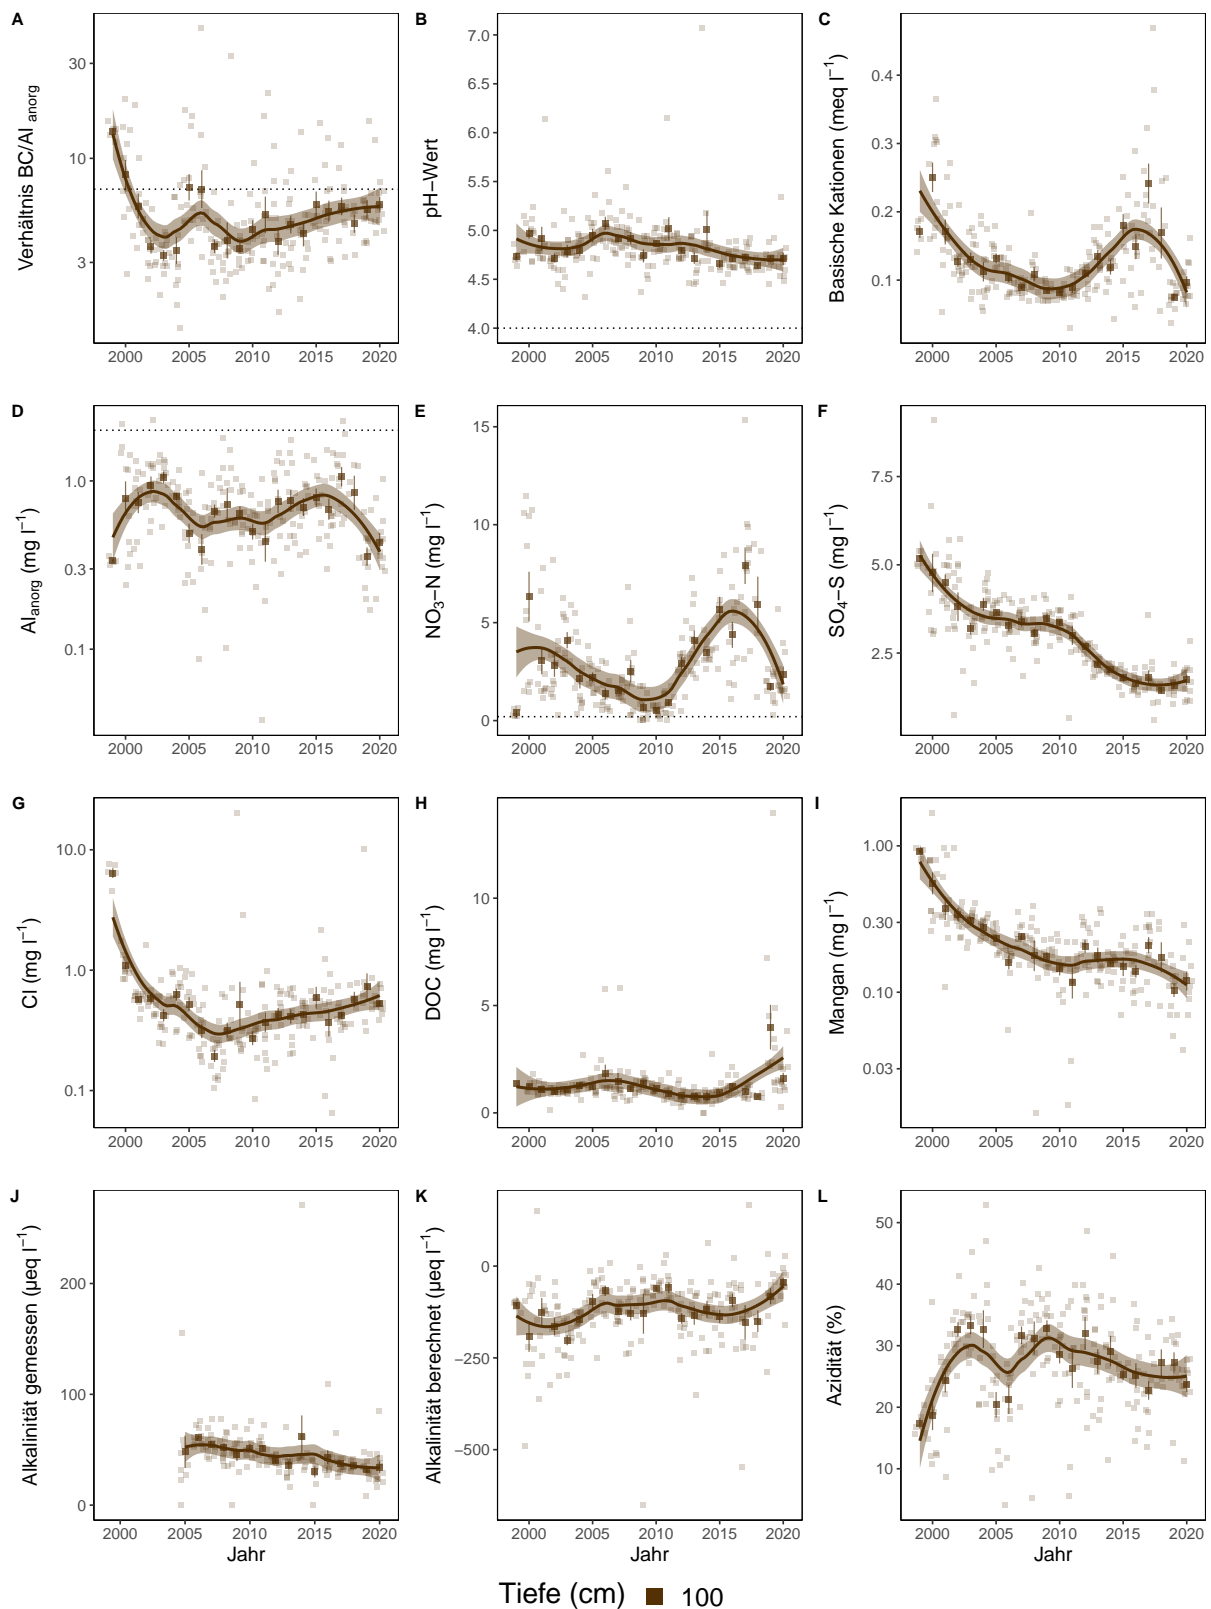 A
Verhältnis BC/Al anorg
30
10
3
2000 2005 2010 2015 2020
B
pH−Wert
7.0
6.5
6.0
5.5
5.0
4.5
4.0
2000 2005 2010 2015 2020
C
Basische Kationen (meq l⁻¹)
0.4
0.3
0.2
0.1
2000 2005 2010 2015 2020
D
Al anorg (mg l⁻¹)
1.0
0.3
0.1
2000 2005 2010 2015 2020
E
NO₃−N (mg l⁻¹)
15
10
5
0
2000 2005 2010 2015 2020
F
SO₄−S (mg l⁻¹)
7.5
5.0
2.5
2000 2005 2010 2015 2020
G
Cl (mg l⁻¹)
10.0
1.0
0.1
2000 2005 2010 2015 2020
H
DOC (mg l⁻¹)
10
5
0
2000 2005 2010 2015 2020
I
Mangan (mg l⁻¹)
1.00
0.30
0.10
0.03
2000 2005 2010 2015 2020
J
Alkalinität gemessen (µeq l⁻¹)
200
100
0
2000 2005 2010 2015 2020
Jahr
K
Alkalinität berechnet (µeq l⁻¹)
0
−250
−500
2000 2005 2010 2015 2020
Jahr
L
Azidität (%)
50
40
30
20
10
2000 2005 2010 2015 2020
Jahr
Tiefe (cm) 100